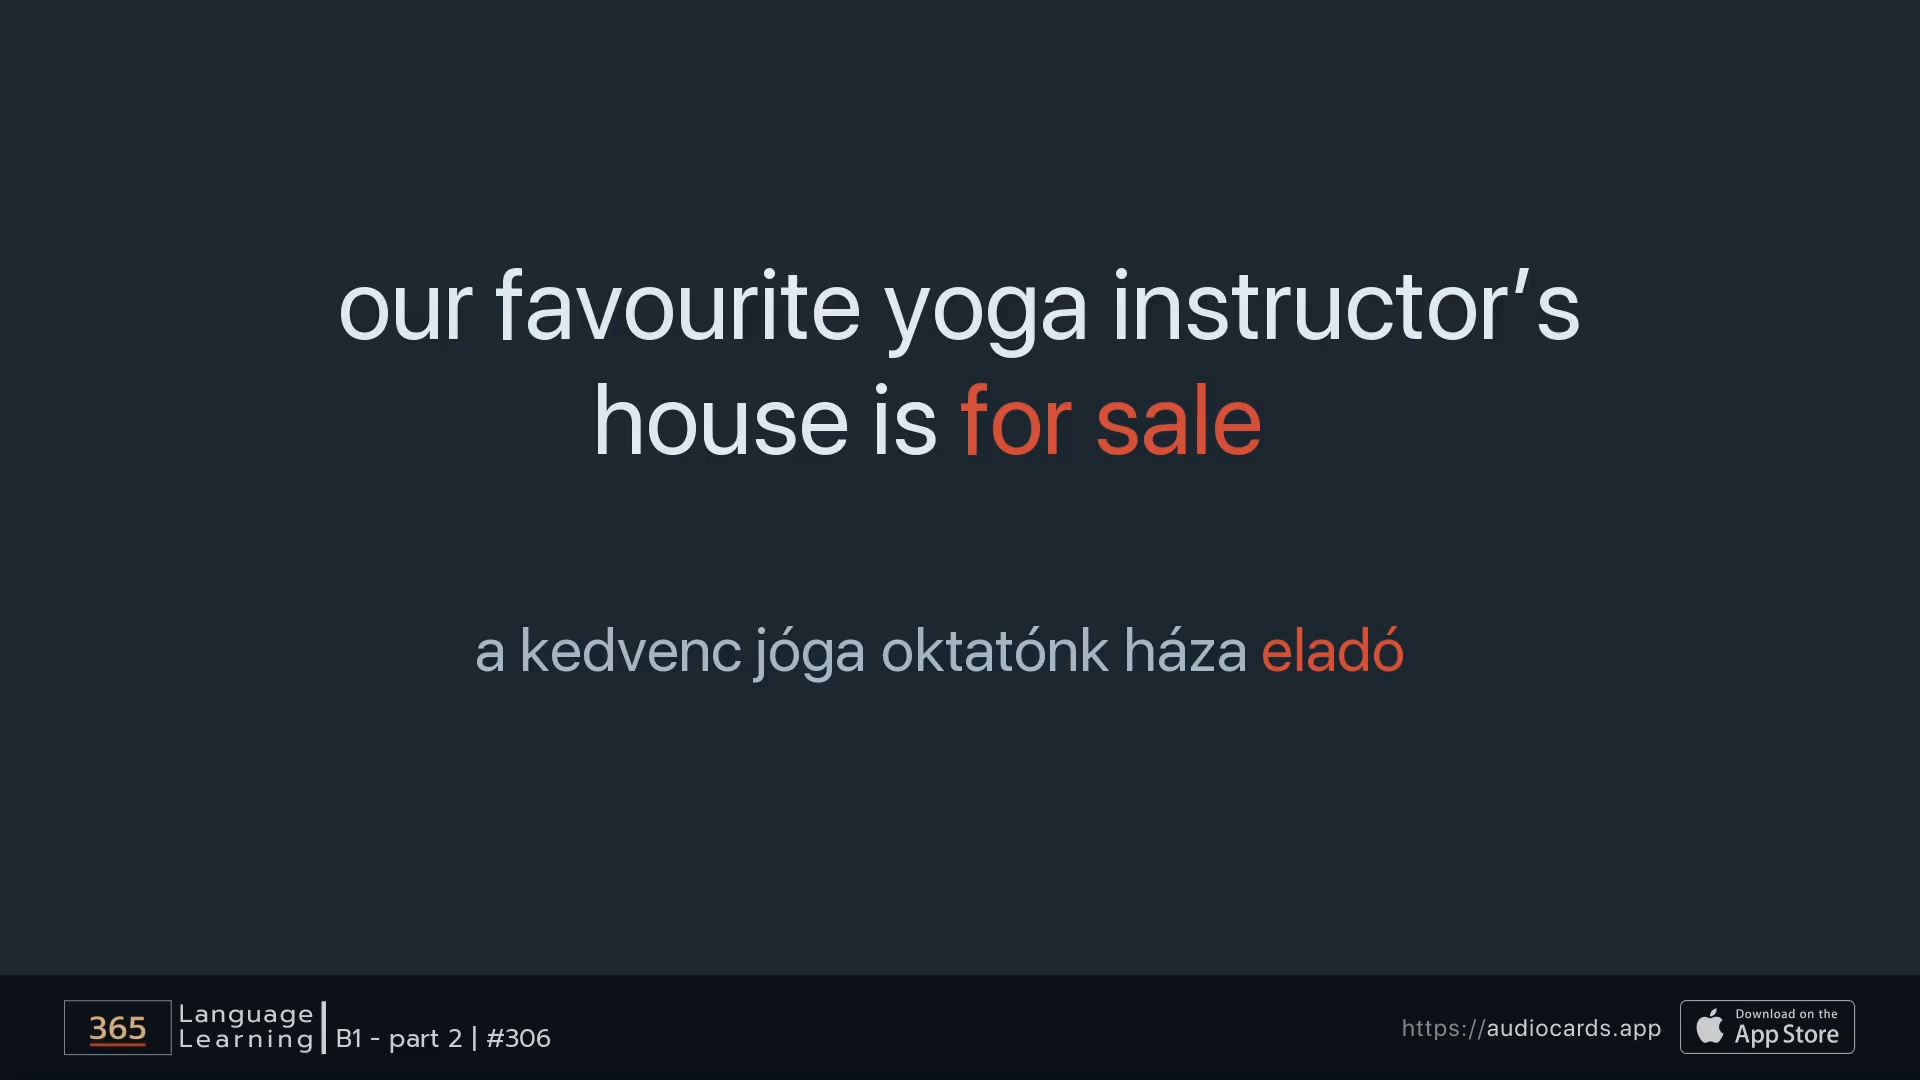 our favourite yoga instructor’s
house is for sale
a kedvenc jóga oktatónk háza eladó
365
Language
Learning
B1 - part 2 | #306
https://audiocards.app
Download on the
App Store